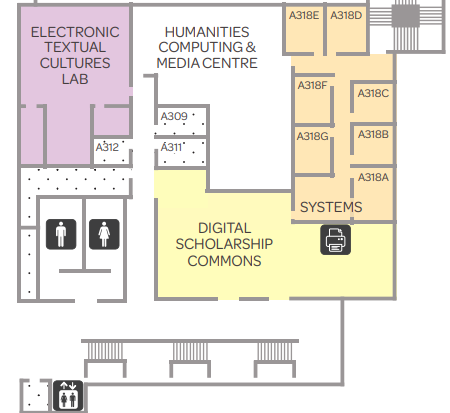 ELECTRONIC
TEXTUAL
CULTURES
LAB
HUMANITIES
COMPUTING &
MEDIA CENTRE
A318E
A318D
A318F
A318C
A309
A318G
A318B
A312
A311
A318A
SYSTEMS
DIGITAL
SCHOLARSHIP
COMMONS